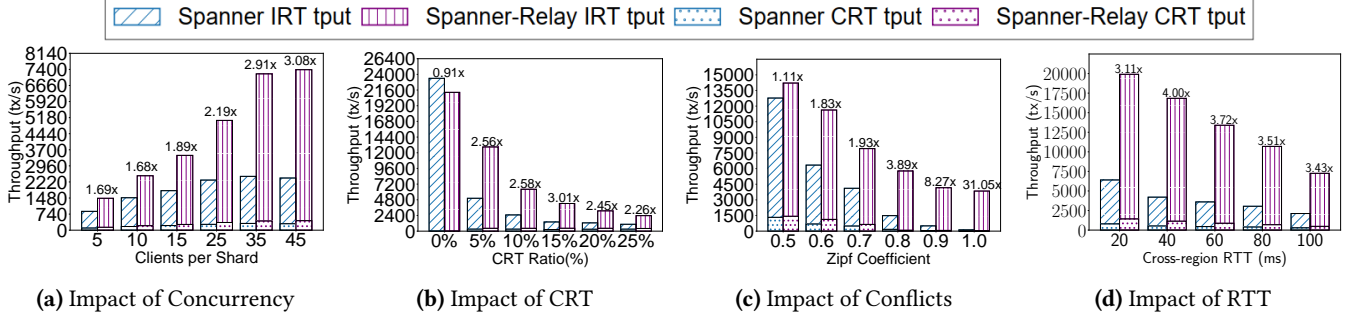 Spanner IRT tput Spanner-Relay IRT tput Spanner CRT tput Spanner-Relay CRT tput
Throughput (tx/s)
8140
7400
6660
5920
5180
4440
3700
2960
2220
1480
740
0
1.69x 1.68x 1.89x 2.19x 2.91x 3.08x
5 10 15 25 35 45
Clients per Shard
(a) Impact of Concurrency
Throughput (tx/s)
26400
24000
21600
19200
16800
14400
12000
9600
7200
4800
2400
0
0.91x 2.56x 2.58x 3.01x 2.45x 2.26x
0% 5% 10% 15% 20% 25%
CRT Ratio(%)
(b) Impact of CRT
Throughput (tx/s)
15000
13500
12000
10500
9000
7500
6000
4500
3000
1500
0
1.11x 1.83x 1.93x 3.89x 8.27x 31.05x
0.5 0.6 0.7 0.8 0.9 1.0
Zipf Coefficient
(c) Impact of Conflicts
Throughput (tx/s)
20000
17500
15000
12500
10000
7500
5000
2500
0
3.11x 4.00x 3.72x 3.51x 3.43x
20 40 60 80 100
Cross-region RTT (ms)
(d) Impact of RTT